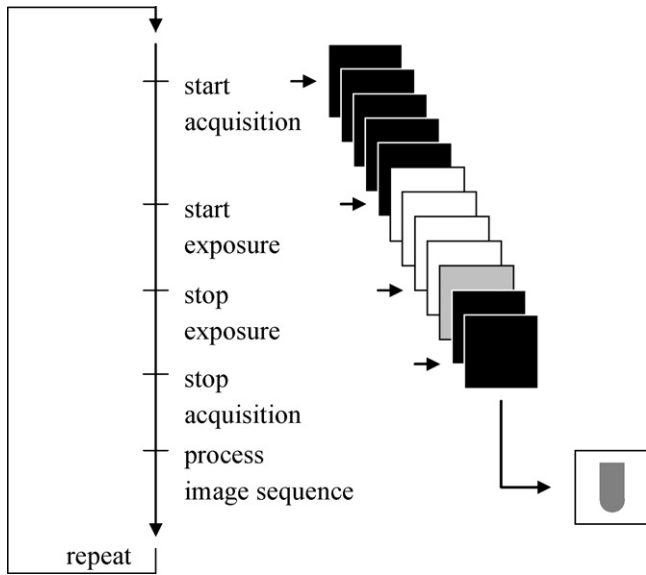 start
acquisition
start
exposure
stop
exposure
stop
acquisition
process
image sequence
repeat